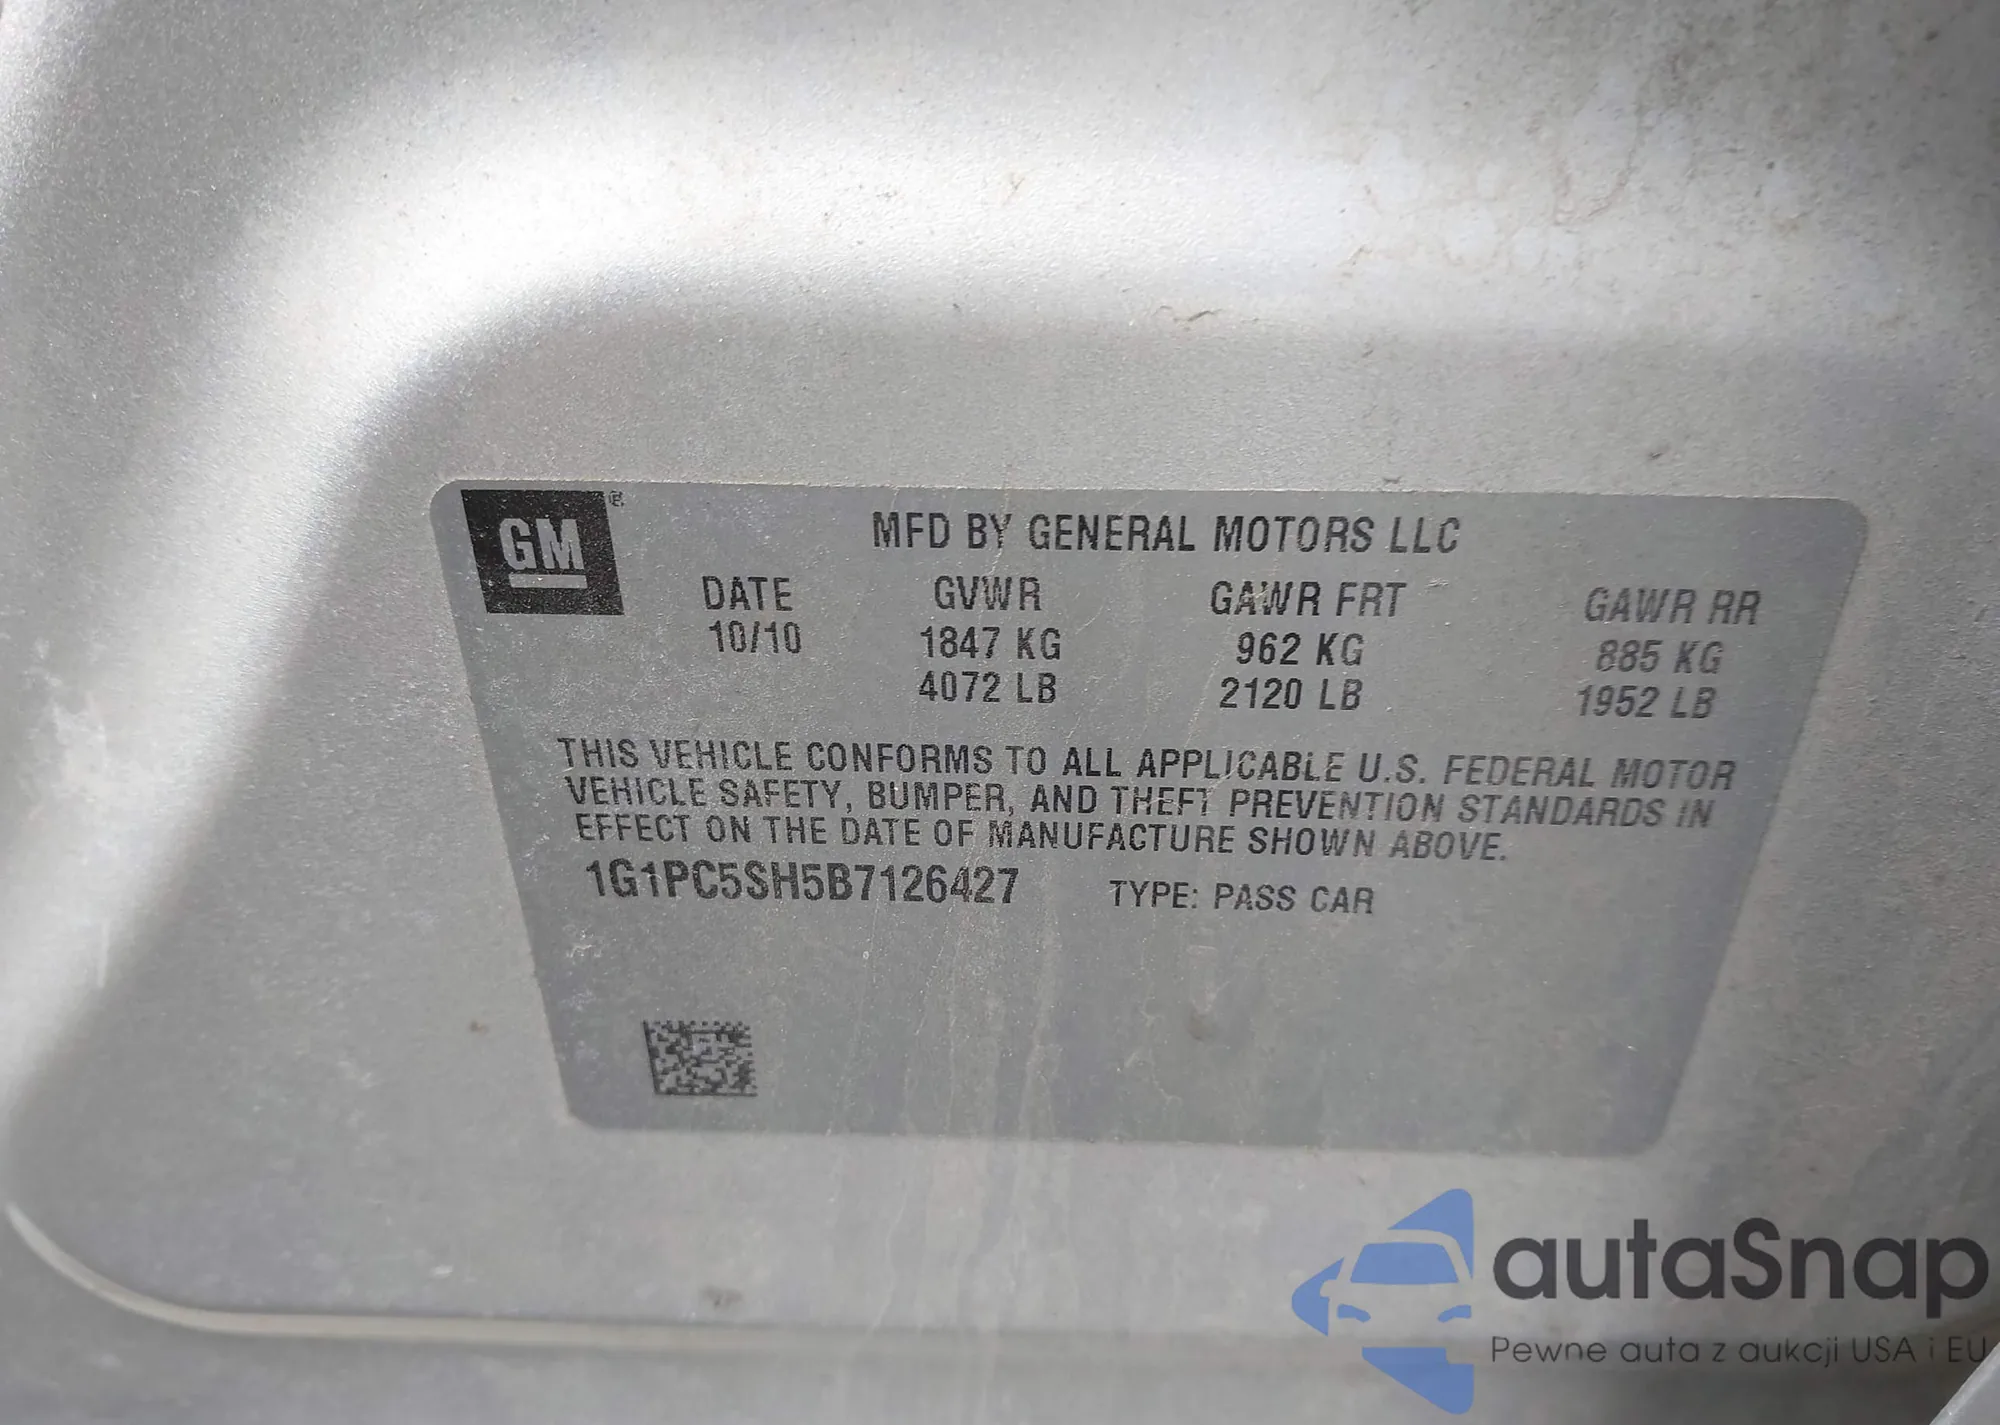 GM ®
MFD BY GENERAL MOTORS LLC
DATE GVWR GAWR FRT GAWR RR
10/10 1847 KG 962 KG 885 KG
4072 LB 2120 LB 1952 LB
THIS VEHICLE CONFORMS TO ALL APPLICABLE U.S. FEDERAL MOTOR
VEHICLE SAFETY, BUMPER, AND THEFT PREVENTION STANDARDS IN
EFFECT ON THE DATE OF MANUFACTURE SHOWN ABOVE.
1G1PC5SH5B7126427 TYPE: PASS CAR
autaSnap
Pewne auta z aukcji USA i EU